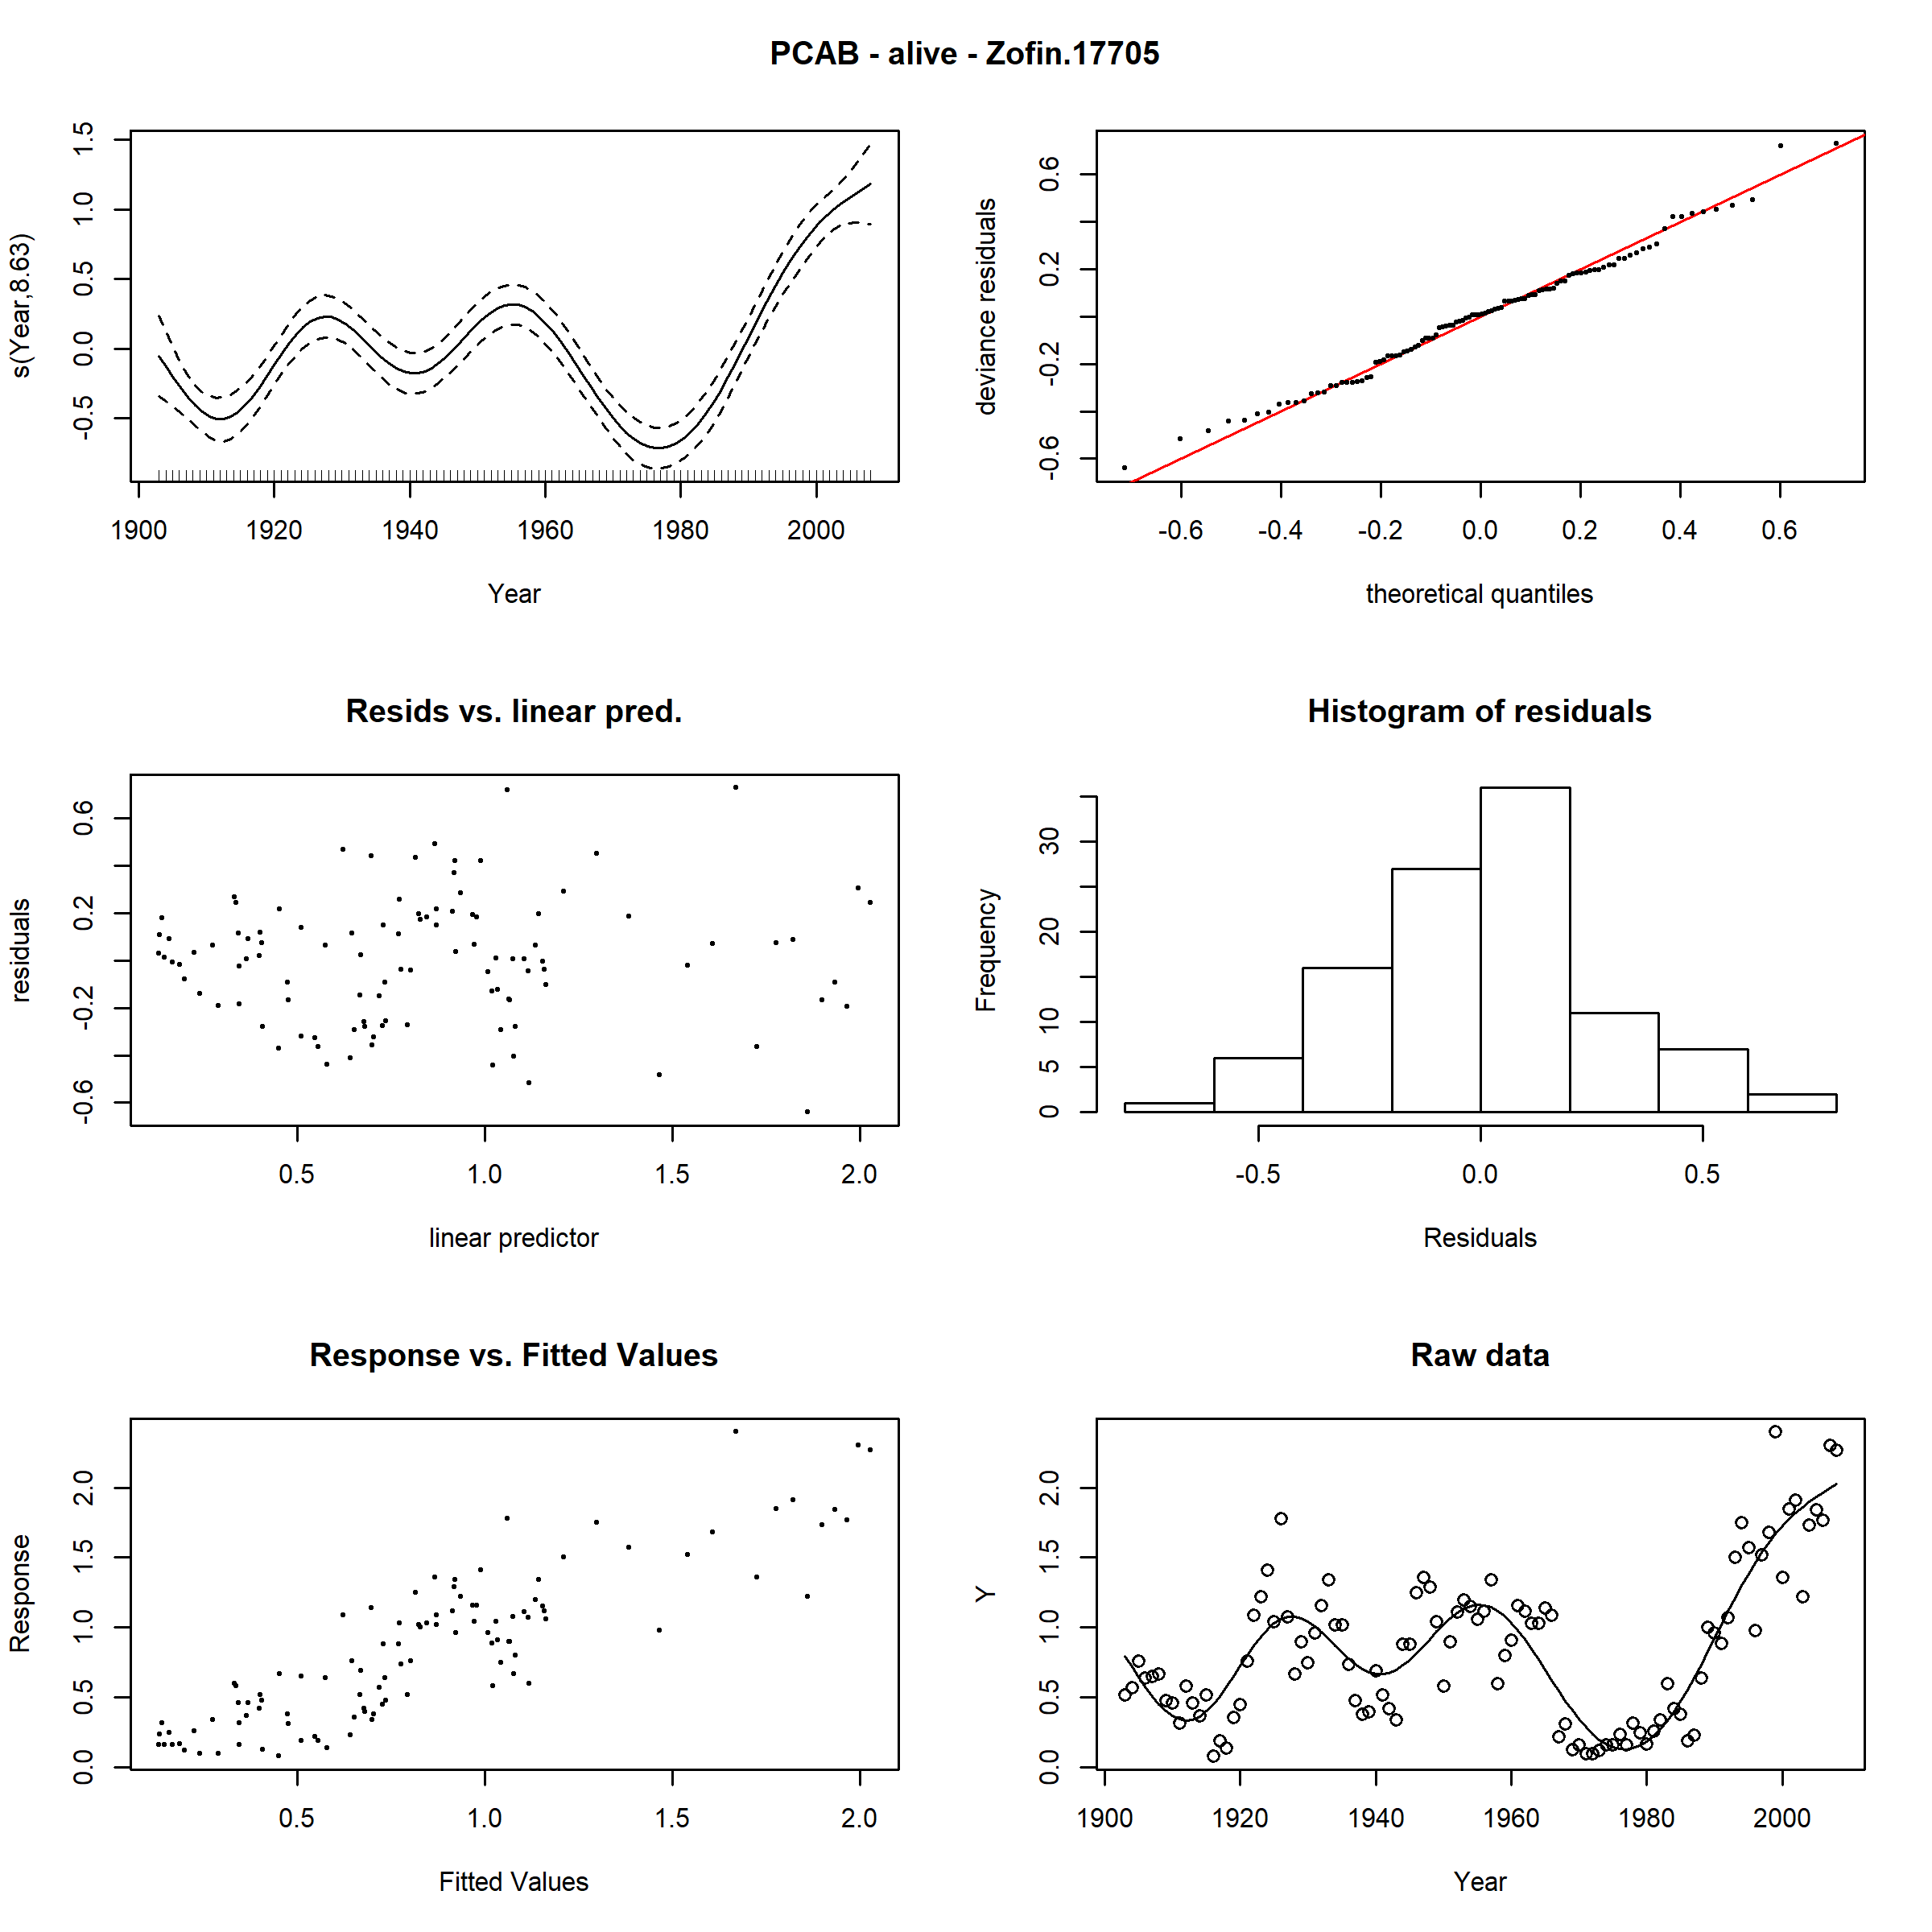 PCAB - alive - Zofin.17705
s(Year,8.63)
-0.5 0.0 0.5 1.0 1.5
1900 1920 1940 1960 1980 2000
Year
deviance residuals
-0.6 -0.2 0.2 0.6
-0.6 -0.4 -0.2 0.0 0.2 0.4 0.6
theoretical quantiles
Resids vs. linear pred.
residuals
-0.6 -0.2 0.2 0.6
0.5 1.0 1.5 2.0
linear predictor
Histogram of residuals
Frequency
0 5 10 20 30
-0.5 0.0 0.5
Residuals
Response vs. Fitted Values
Response
0.0 0.5 1.0 1.5 2.0
0.5 1.0 1.5 2.0
Fitted Values
Raw data
Y
0.0 0.5 1.0 1.5 2.0
1900 1920 1940 1960 1980 2000
Year